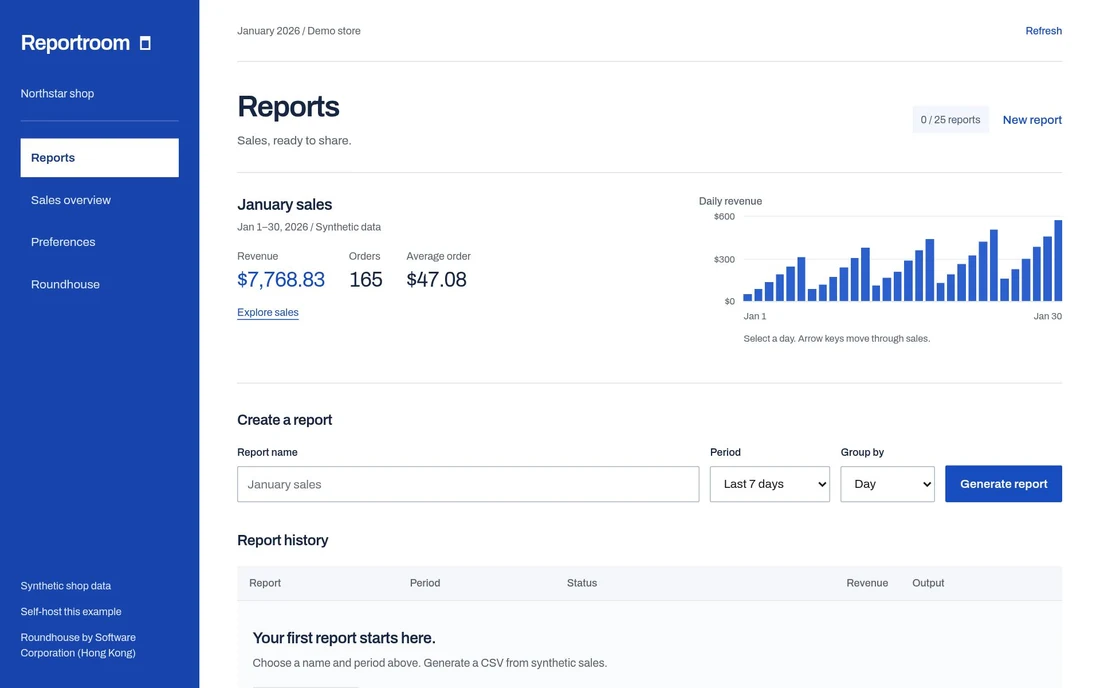 Reportroom
Northstar shop
Reports
Sales overview
Preferences
Roundhouse
Synthetic shop data
Self-host this example
Roundhouse by Software
Corporation (Hong Kong)
January 2026 / Demo store
Refresh
Reports
Sales, ready to share.
0 / 25 reports
New report
January sales
Jan 1–30, 2026 / Synthetic data
Revenue
Orders
Average order
$7,768.83
165
$47.08
Explore sales
Daily revenue
$600
$300
$0
Jan 1
Jan 30
Select a day. Arrow keys move through sales.
Create a report
Report name
Period
Group by
January sales
Last 7 days
Day
Generate report
Report history
Report
Period
Status
Revenue
Output
Your first report starts here.
Choose a name and period above. Generate a CSV from synthetic sales.